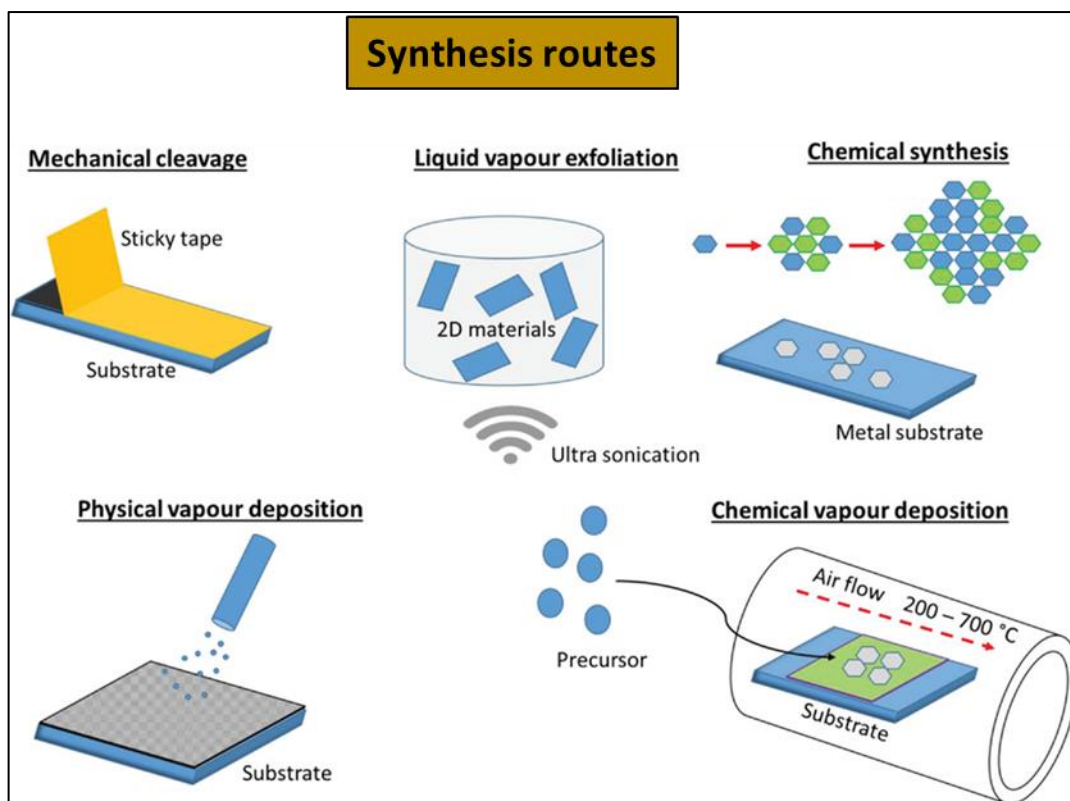 Synthesis routes
Mechanical cleavage
Sticky tape
Substrate
Liquid vapour exfoliation
2D materials
Ultra sonication
Chemical synthesis
Metal substrate
Physical vapour deposition
Substrate
Precursor
Chemical vapour deposition
Air flow 200 – 700 °C
Substrate